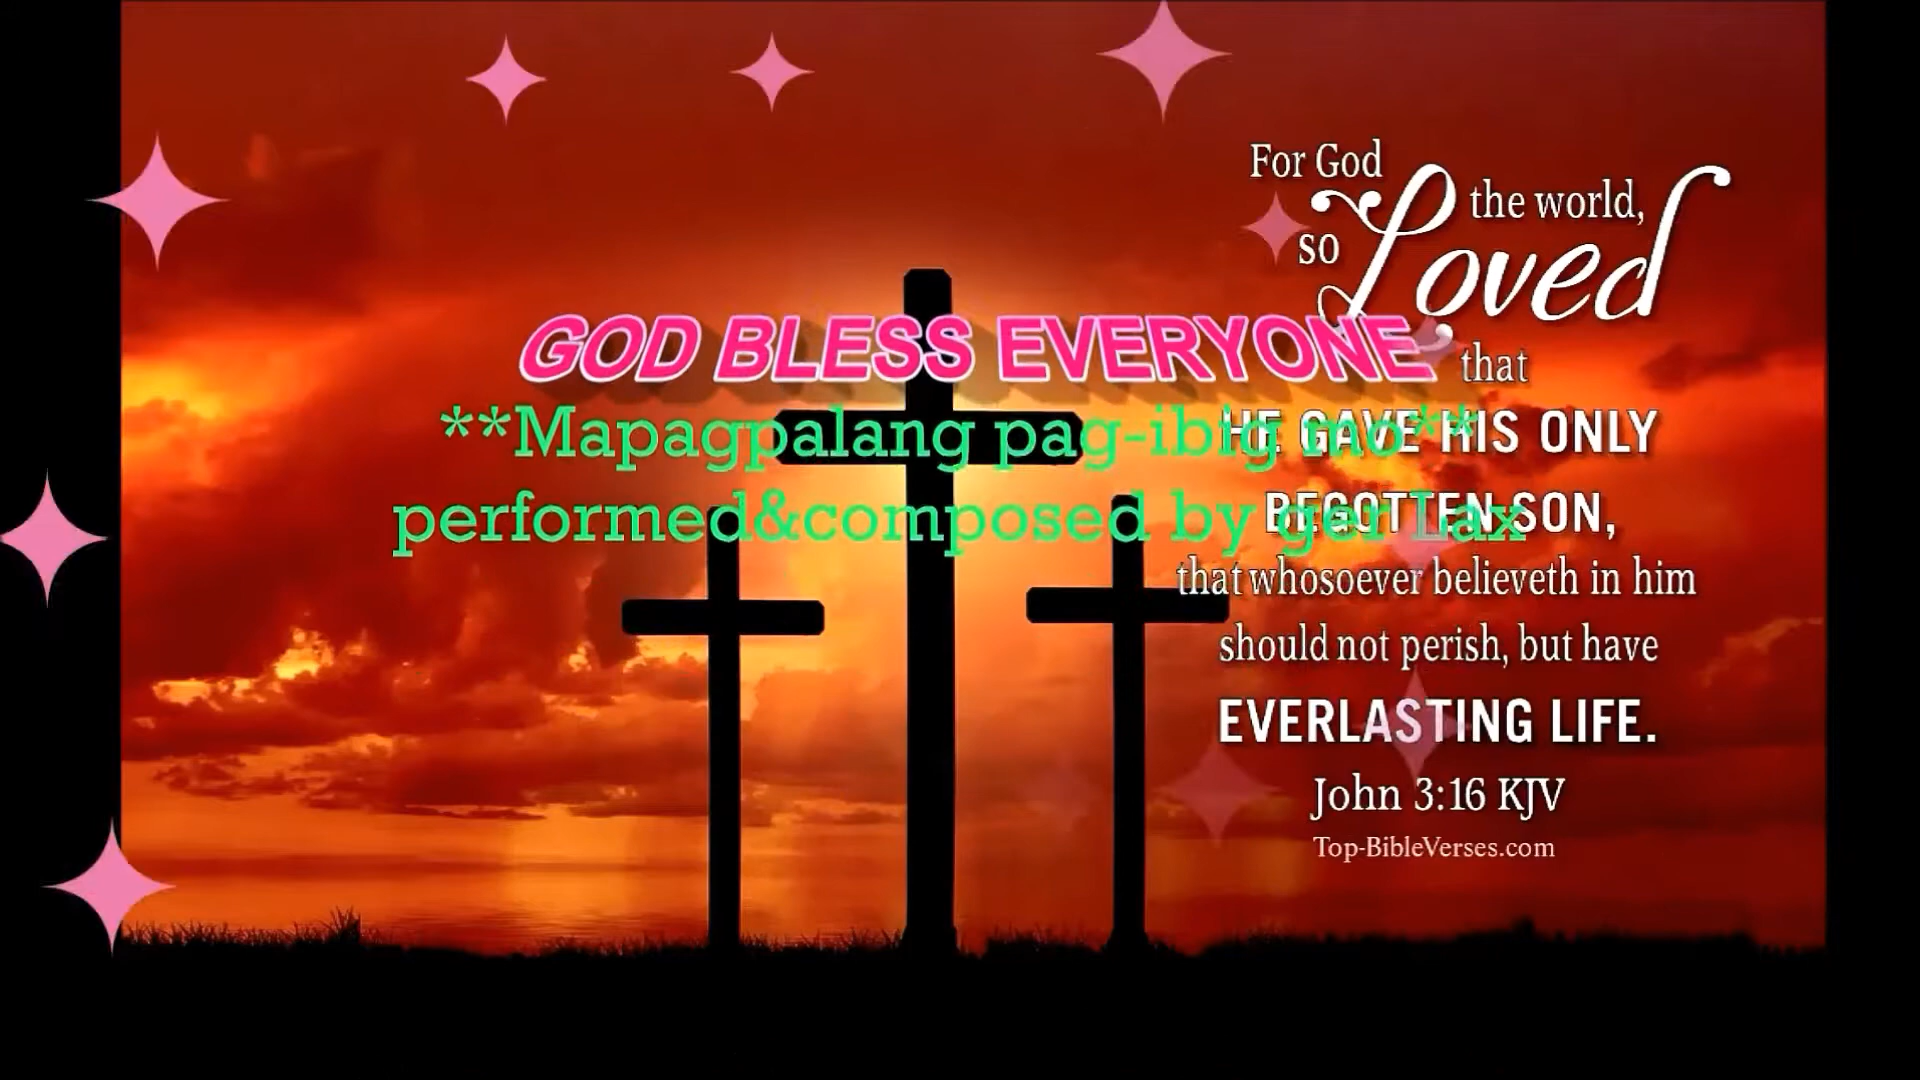 For God
so Loved the world,
that
HE GAVE HIS ONLY
BEGOTTEN SON,
that whosoever believeth in him
should not perish, but have
EVERLASTING LIFE.
John 3:16 KJV
Top-BibleVerses.com
GOD BLESS EVERYONE
**Mapagpalang pag-ibig mo**
performed&composed by ger Lax